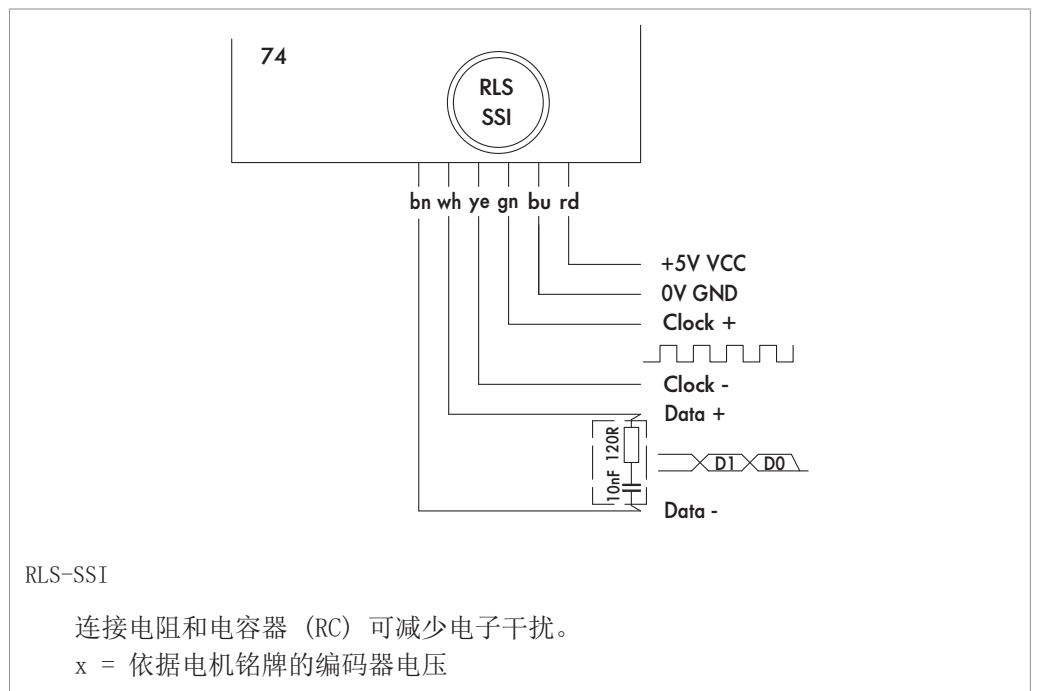 74
RLS
SSI
bn wh ye gn bu rd
+5V VCC
0V GND
Clock +
Clock -
Data +
120R
10nF
D1 D0
Data -
RLS-SSI
连接电阻和电容器 (RC) 可减少电子干扰。
x = 依据电机铭牌的编码器电压